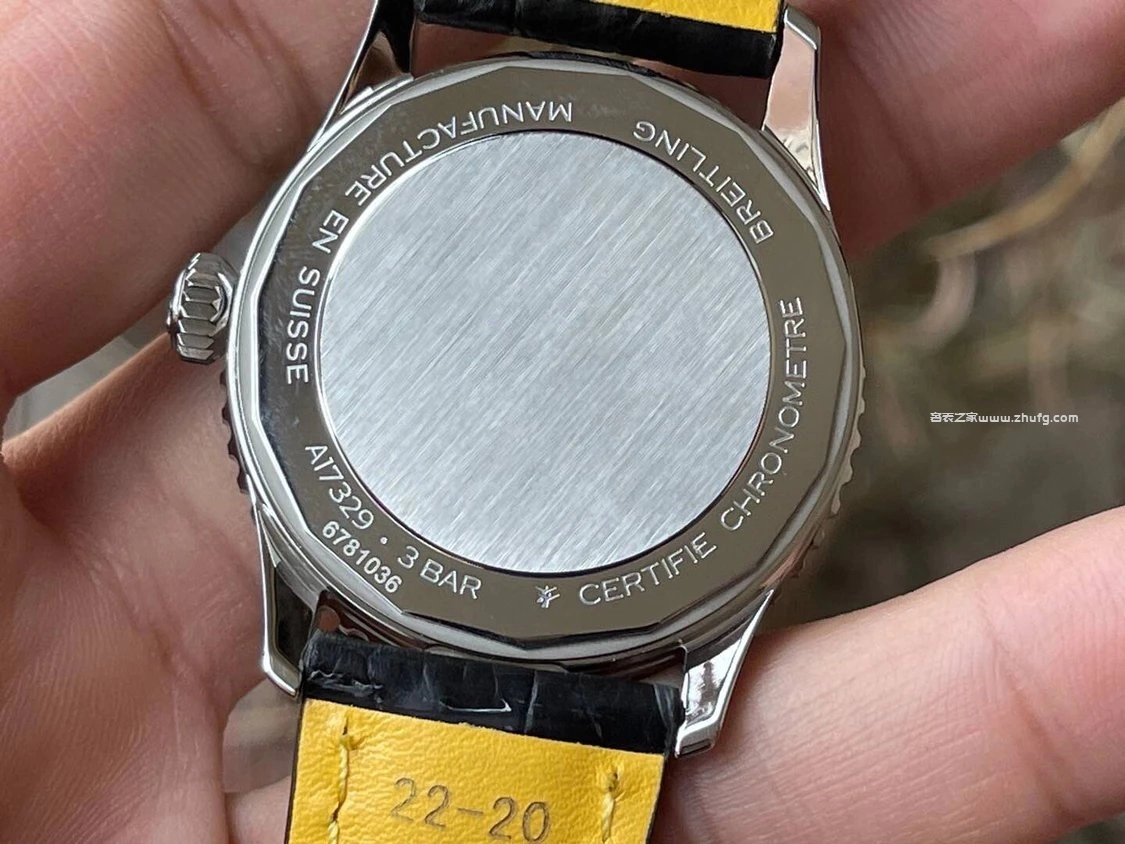 BREITLING
MANUFACTURE EN SUISSE
A17329 • 3 BAR
6781036
CERTIFIE CHRONOMETRE
名表之家www.zhufg.com
22-20